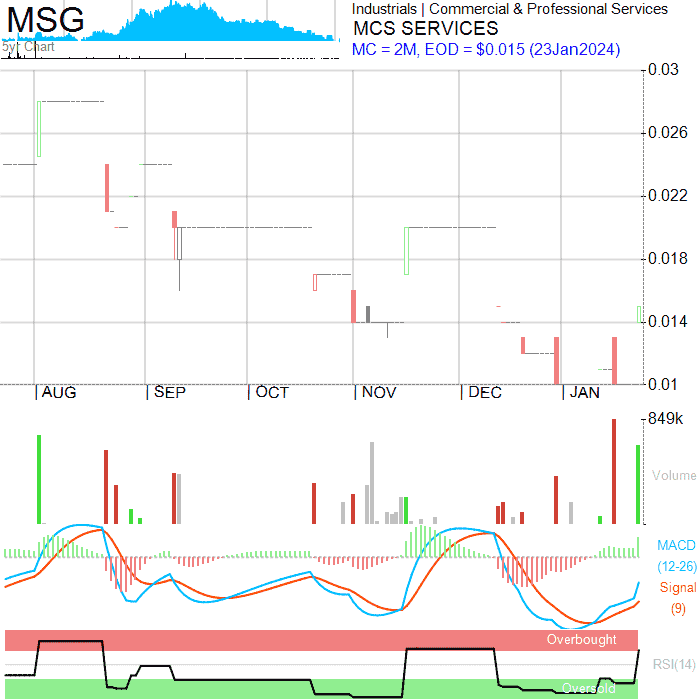 MSG
Industrials | Commercial & Professional Services
MCS SERVICES
MC = 2M, EOD = $0.015 (23Jan2024)
5yr Chart
0.03
0.026
0.022
0.018
0.014
0.01
AUG
SEP
OCT
NOV
DEC
JAN
849k
Volume
MACD
(12-26)
Signal
(9)
Overbought
RSI(14)
Oversold